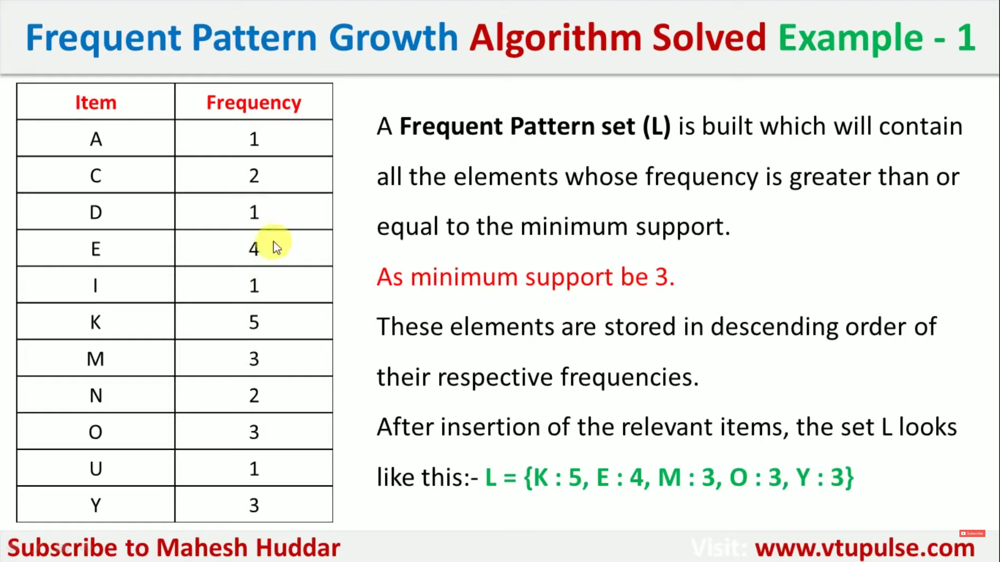 Frequent Pattern Growth Algorithm Solved Example - 1
Item Frequency
A 1
C 2
D 1
E 4
I 1
K 5
M 3
N 2
O 3
U 1
Y 3
A Frequent Pattern set (L) is built which will contain
all the elements whose frequency is greater than or
equal to the minimum support.
As minimum support be 3.
These elements are stored in descending order of
their respective frequencies.
After insertion of the relevant items, the set L looks
like this:- L = {K : 5, E : 4, M : 3, O : 3, Y : 3}
Subscribe
Subscribe to Mahesh Huddar
Visit: www.vtupulse.com